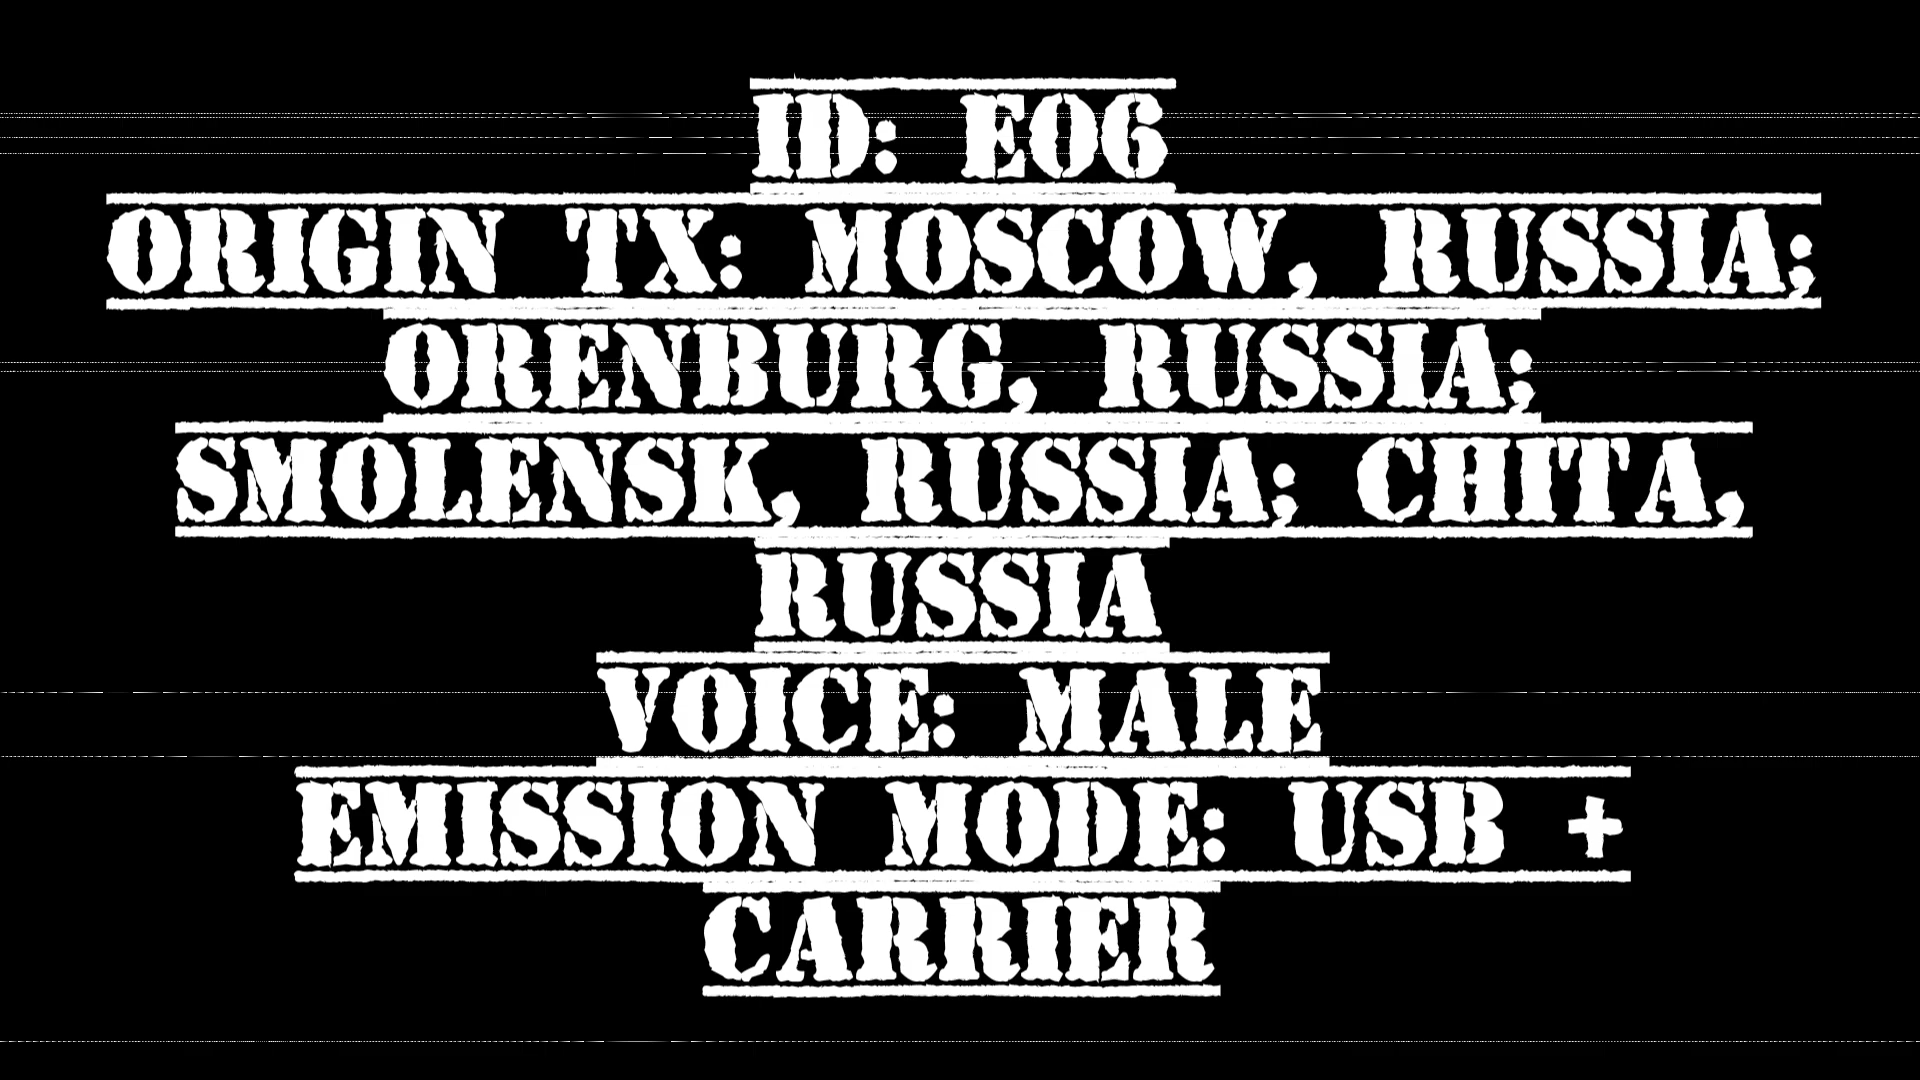 ID: E06
ORIGIN TX: MOSCOW, RUSSIA;
ORENBURG, RUSSIA;
SMOLENSK, RUSSIA; CHITA,
RUSSIA
VOICE: MALE
EMISSION MODE: USB +
CARRIER